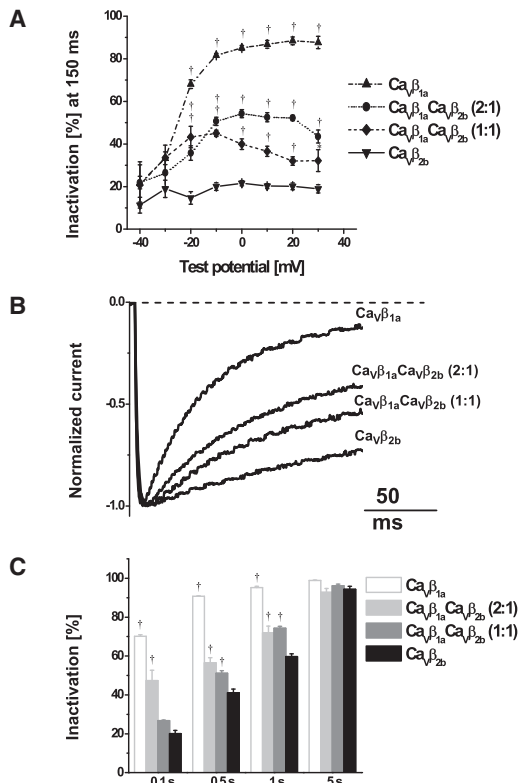 A
Inactivation [%] at 150 ms
100
80
60
40
20
0
-40
-20
0
20
40
Test potential [mV]
† † † † † †
† † † † † †
† † † † † †
CaVβ1a
CaVβ1aCaVβ2b (2:1)
CaVβ1aCaVβ2b (1:1)
CaVβ2b
B
Normalized current
0.0
-0.5
-1.0
CaVβ1a
CaVβ1aCaVβ2b (2:1)
CaVβ1aCaVβ2b (1:1)
CaVβ2b
50
ms
C
Inactivation [%]
100
80
60
40
20
0
† †
† † †
† † †
0.1 s
0.5 s
1 s
5 s
CaVβ1a
CaVβ1aCaVβ2b (2:1)
CaVβ1aCaVβ2b (1:1)
CaVβ2b